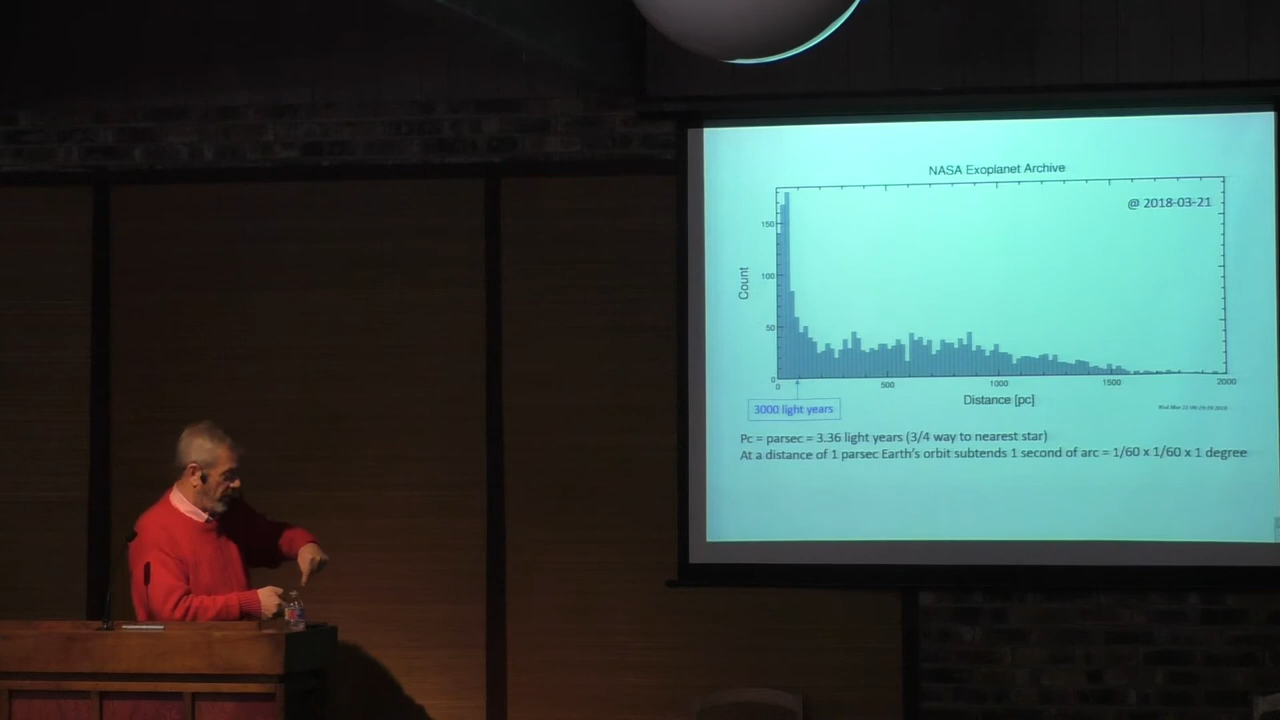 NASA Exoplanet Archive
@ 2018-03-21
150
100
50
0
Count
0
500
1000
1500
2000
Distance [pc]
3000 light years
Pc = parsec = 3.36 light years (3/4 way to nearest star)
At a distance of 1 parsec Earth's orbit subtends 1 second of arc = 1/60 x 1/60 x 1 degree